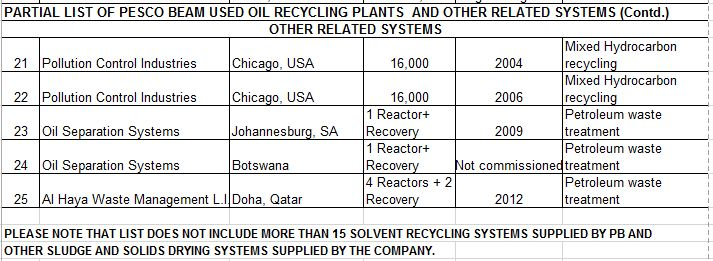 PARTIAL LIST OF PESCO BEAM USED OIL RECYCLING PLANTS AND OTHER RELATED SYSTEMS (Contd.)
OTHER RELATED SYSTEMS
21 Pollution Control Industries Chicago, USA 16,000 2004 Mixed Hydrocarbon recycling
22 Pollution Control Industries Chicago, USA 16,000 2006 Mixed Hydrocarbon recycling
23 Oil Separation Systems Johannesburg, SA 1 Reactor+ Recovery 2009 Petroleum waste treatment
24 Oil Separation Systems Botswana 1 Reactor+ Recovery Not commissioned Petroleum waste treatment
25 Al Haya Waste Management L.l. Doha, Qatar 4 Reactors + 2 Recovery 2012 Petroleum waste treatment
PLEASE NOTE THAT LIST DOES NOT INCLUDE MORE THAN 15 SOLVENT RECYCLING SYSTEMS SUPPLIED BY PB AND
OTHER SLUDGE AND SOLIDS DRYING SYSTEMS SUPPLIED BY THE COMPANY.